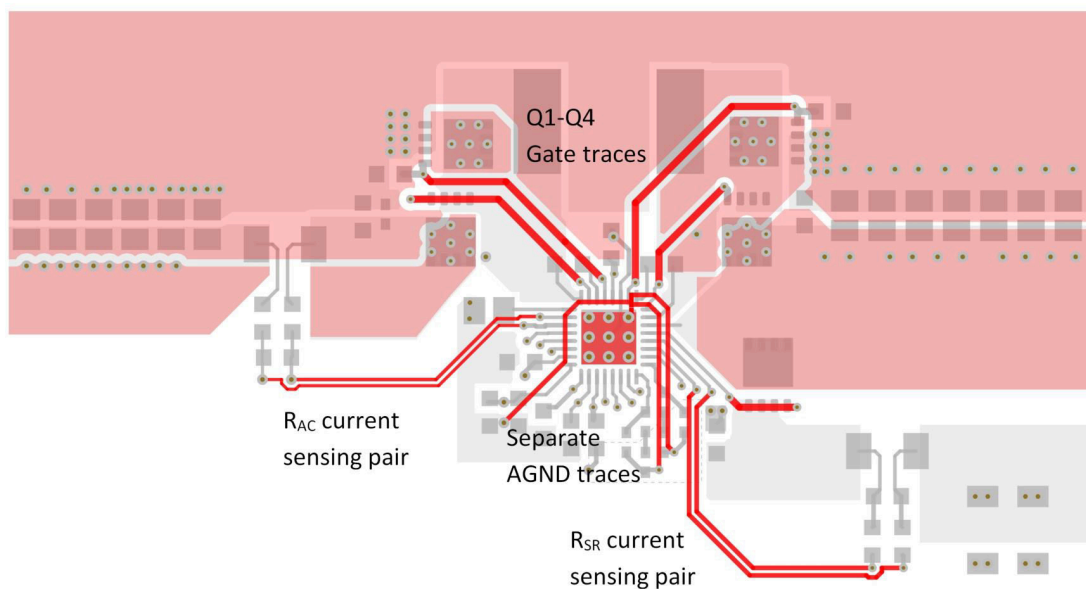 Q1-Q4
Gate traces
RAC current
sensing pair
Separate
AGND traces
RSR current
sensing pair